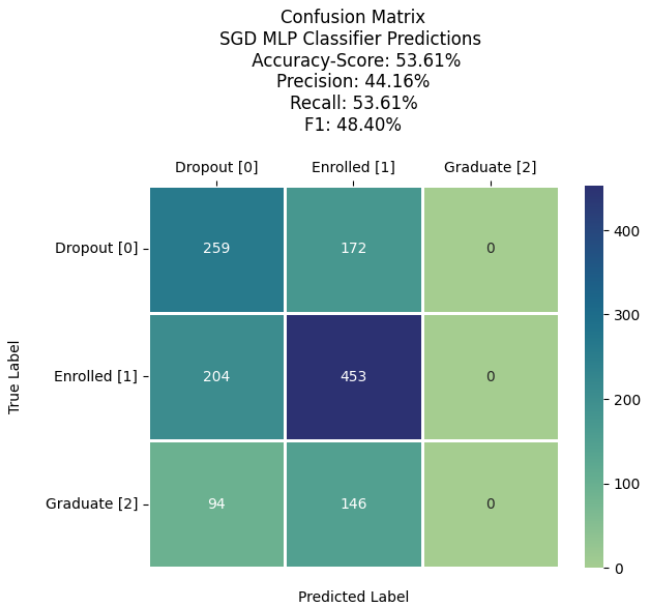 Confusion Matrix
SGD MLP Classifier Predictions
Accuracy-Score: 53.61%
Precision: 44.16%
Recall: 53.61%
F1: 48.40%
Dropout [0] Enrolled [1] Graduate [2]
Dropout [0] 259 172 0
Enrolled [1] 204 453 0
Graduate [2] 94 146 0
True Label
Predicted Label
400
300
200
100
0